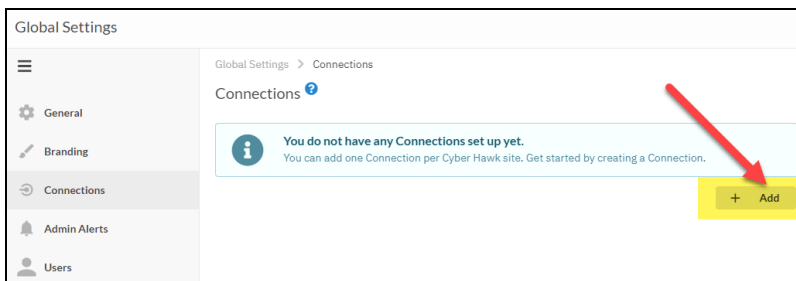 Global Settings
Global Settings > Connections
Connections ?
General
Branding
Connections
Admin Alerts
Users
You do not have any Connections set up yet.
You can add one Connection per Cyber Hawk site. Get started by creating a Connection.
+ Add